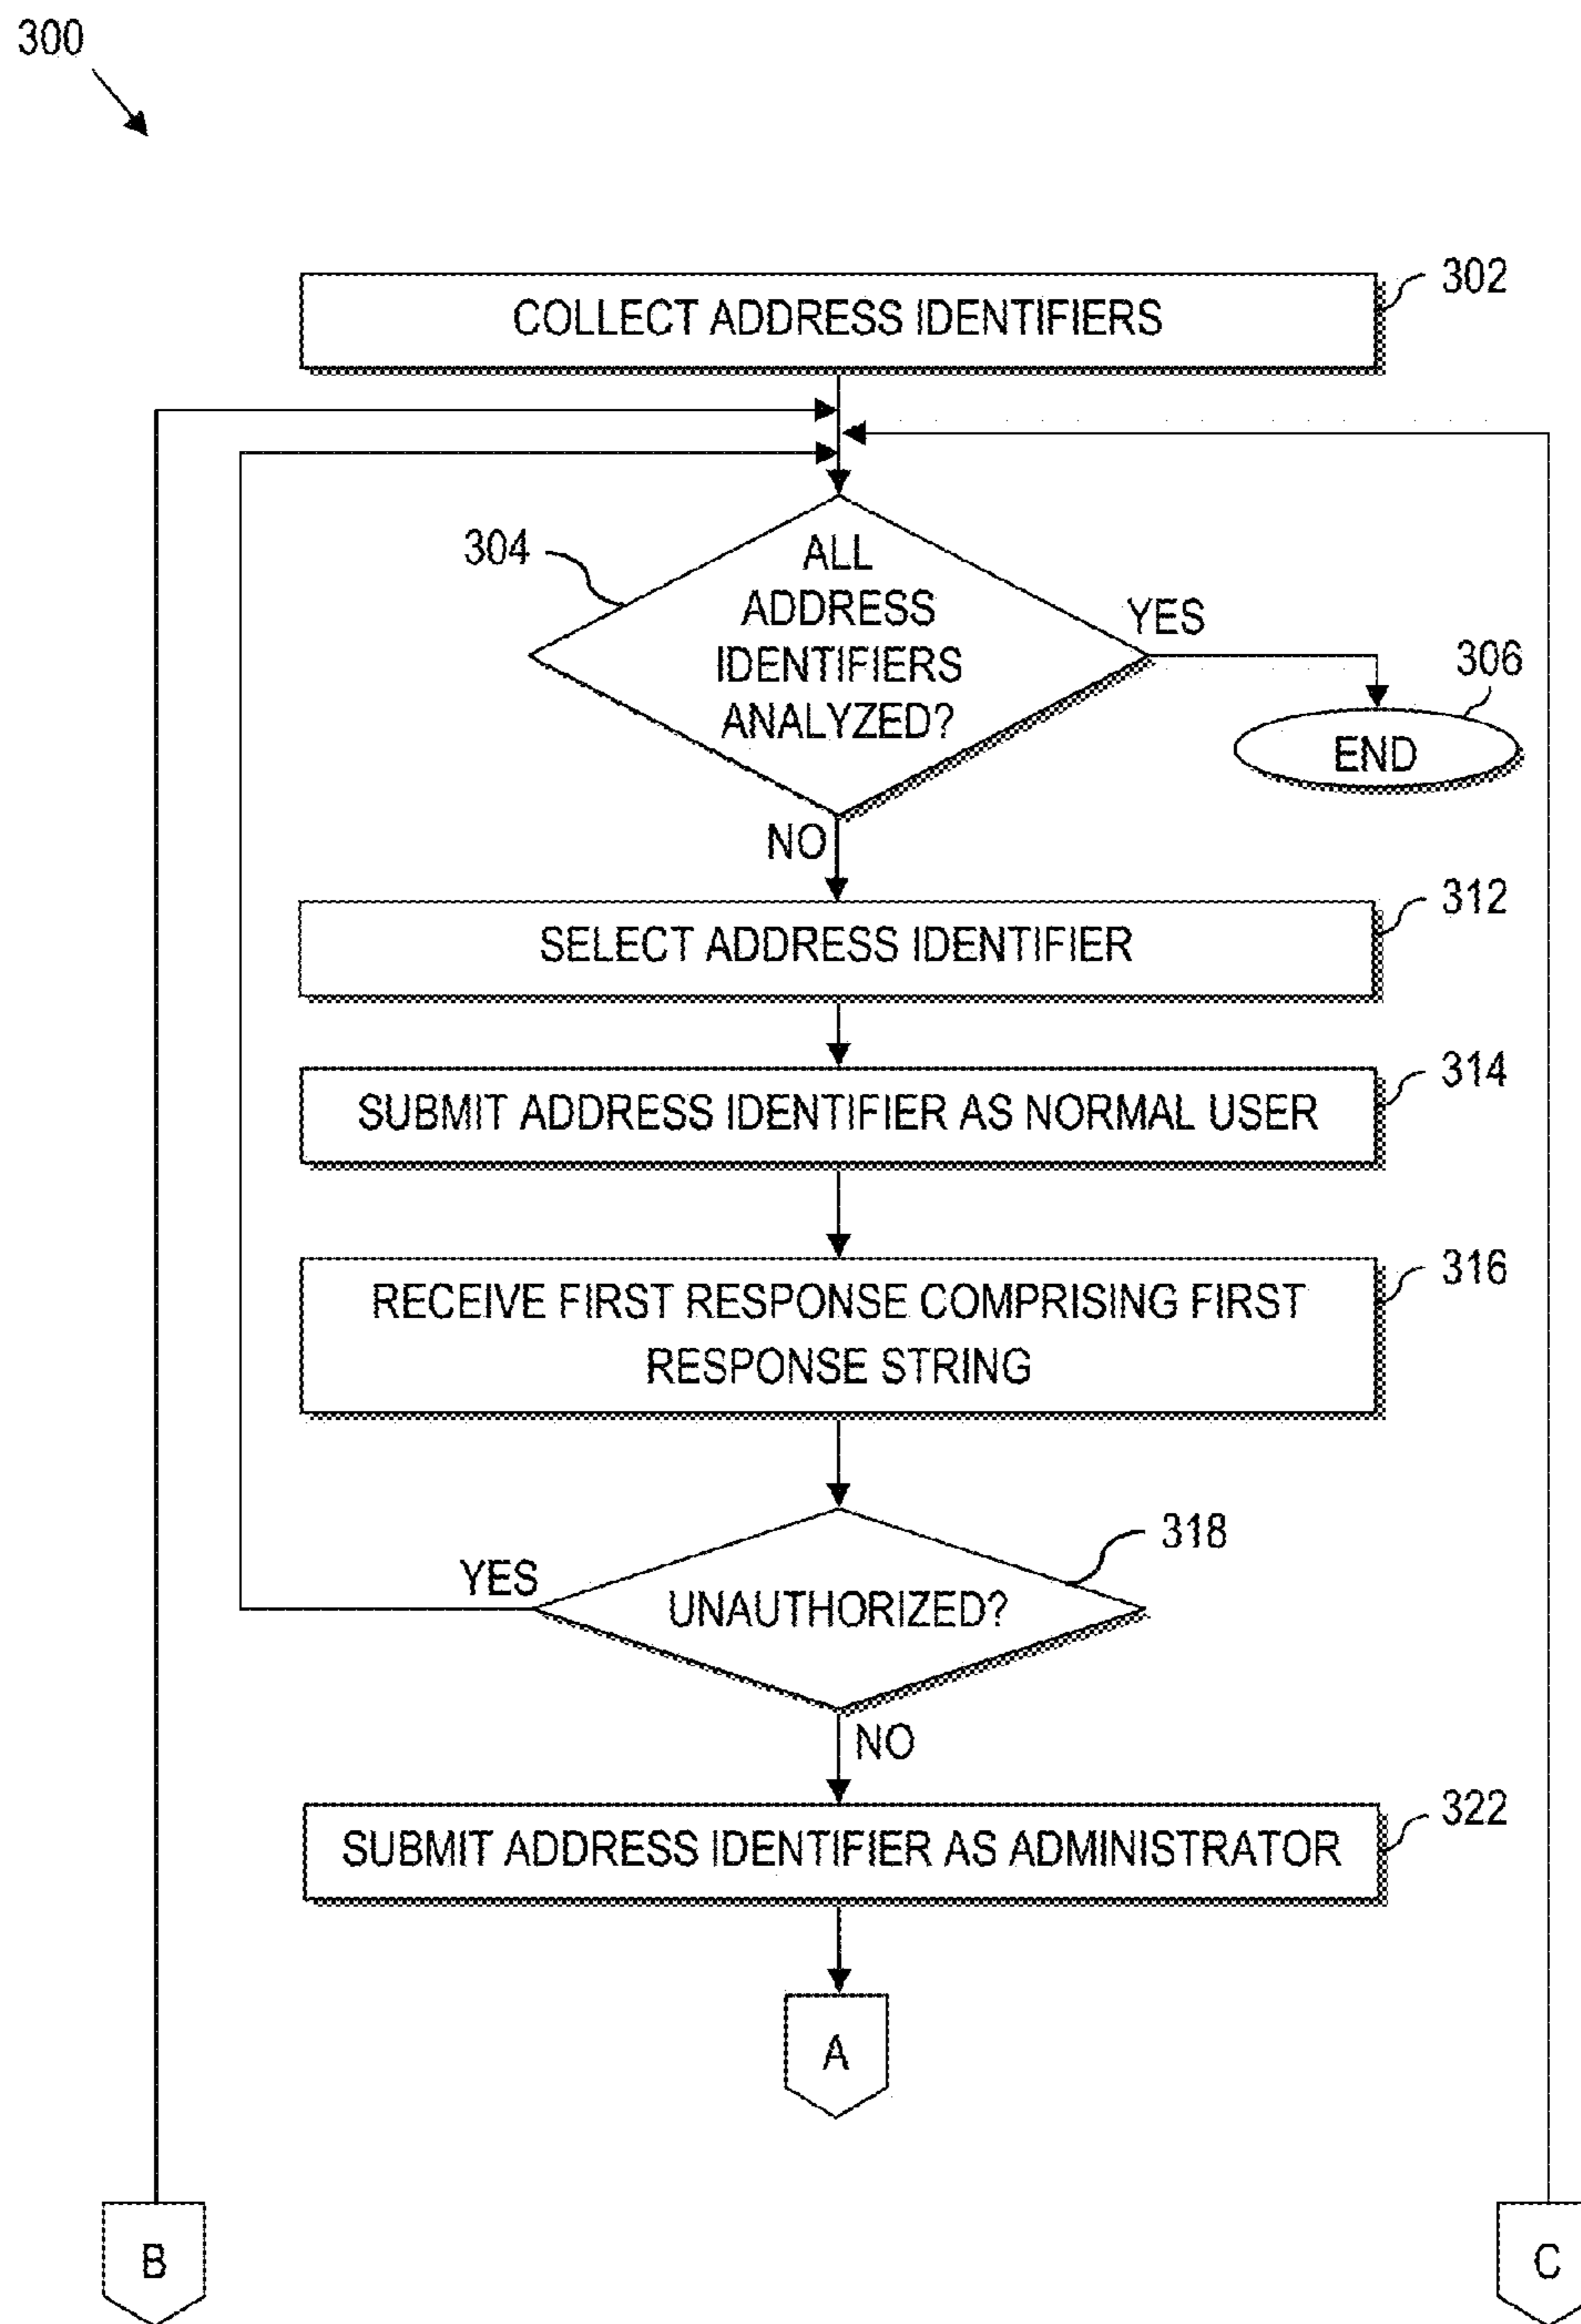 300
COLLECT ADDRESS IDENTIFIERS
302
304
ALL
ADDRESS
IDENTIFIERS
ANALYZED?
YES
306
END
NO
SELECT ADDRESS IDENTIFIER
312
SUBMIT ADDRESS IDENTIFIER AS NORMAL USER
314
RECEIVE FIRST RESPONSE COMPRISING FIRST
RESPONSE STRING
316
YES
UNAUTHORIZED?
318
NO
SUBMIT ADDRESS IDENTIFIER AS ADMINISTRATOR
322
A
B
C